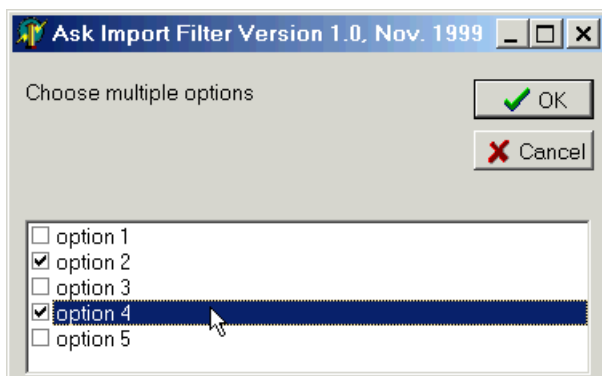 Ask Import Filter Version 1.0, Nov. 1999
Choose multiple options
OK
Cancel
option 1
option 2
option 3
option 4
option 5